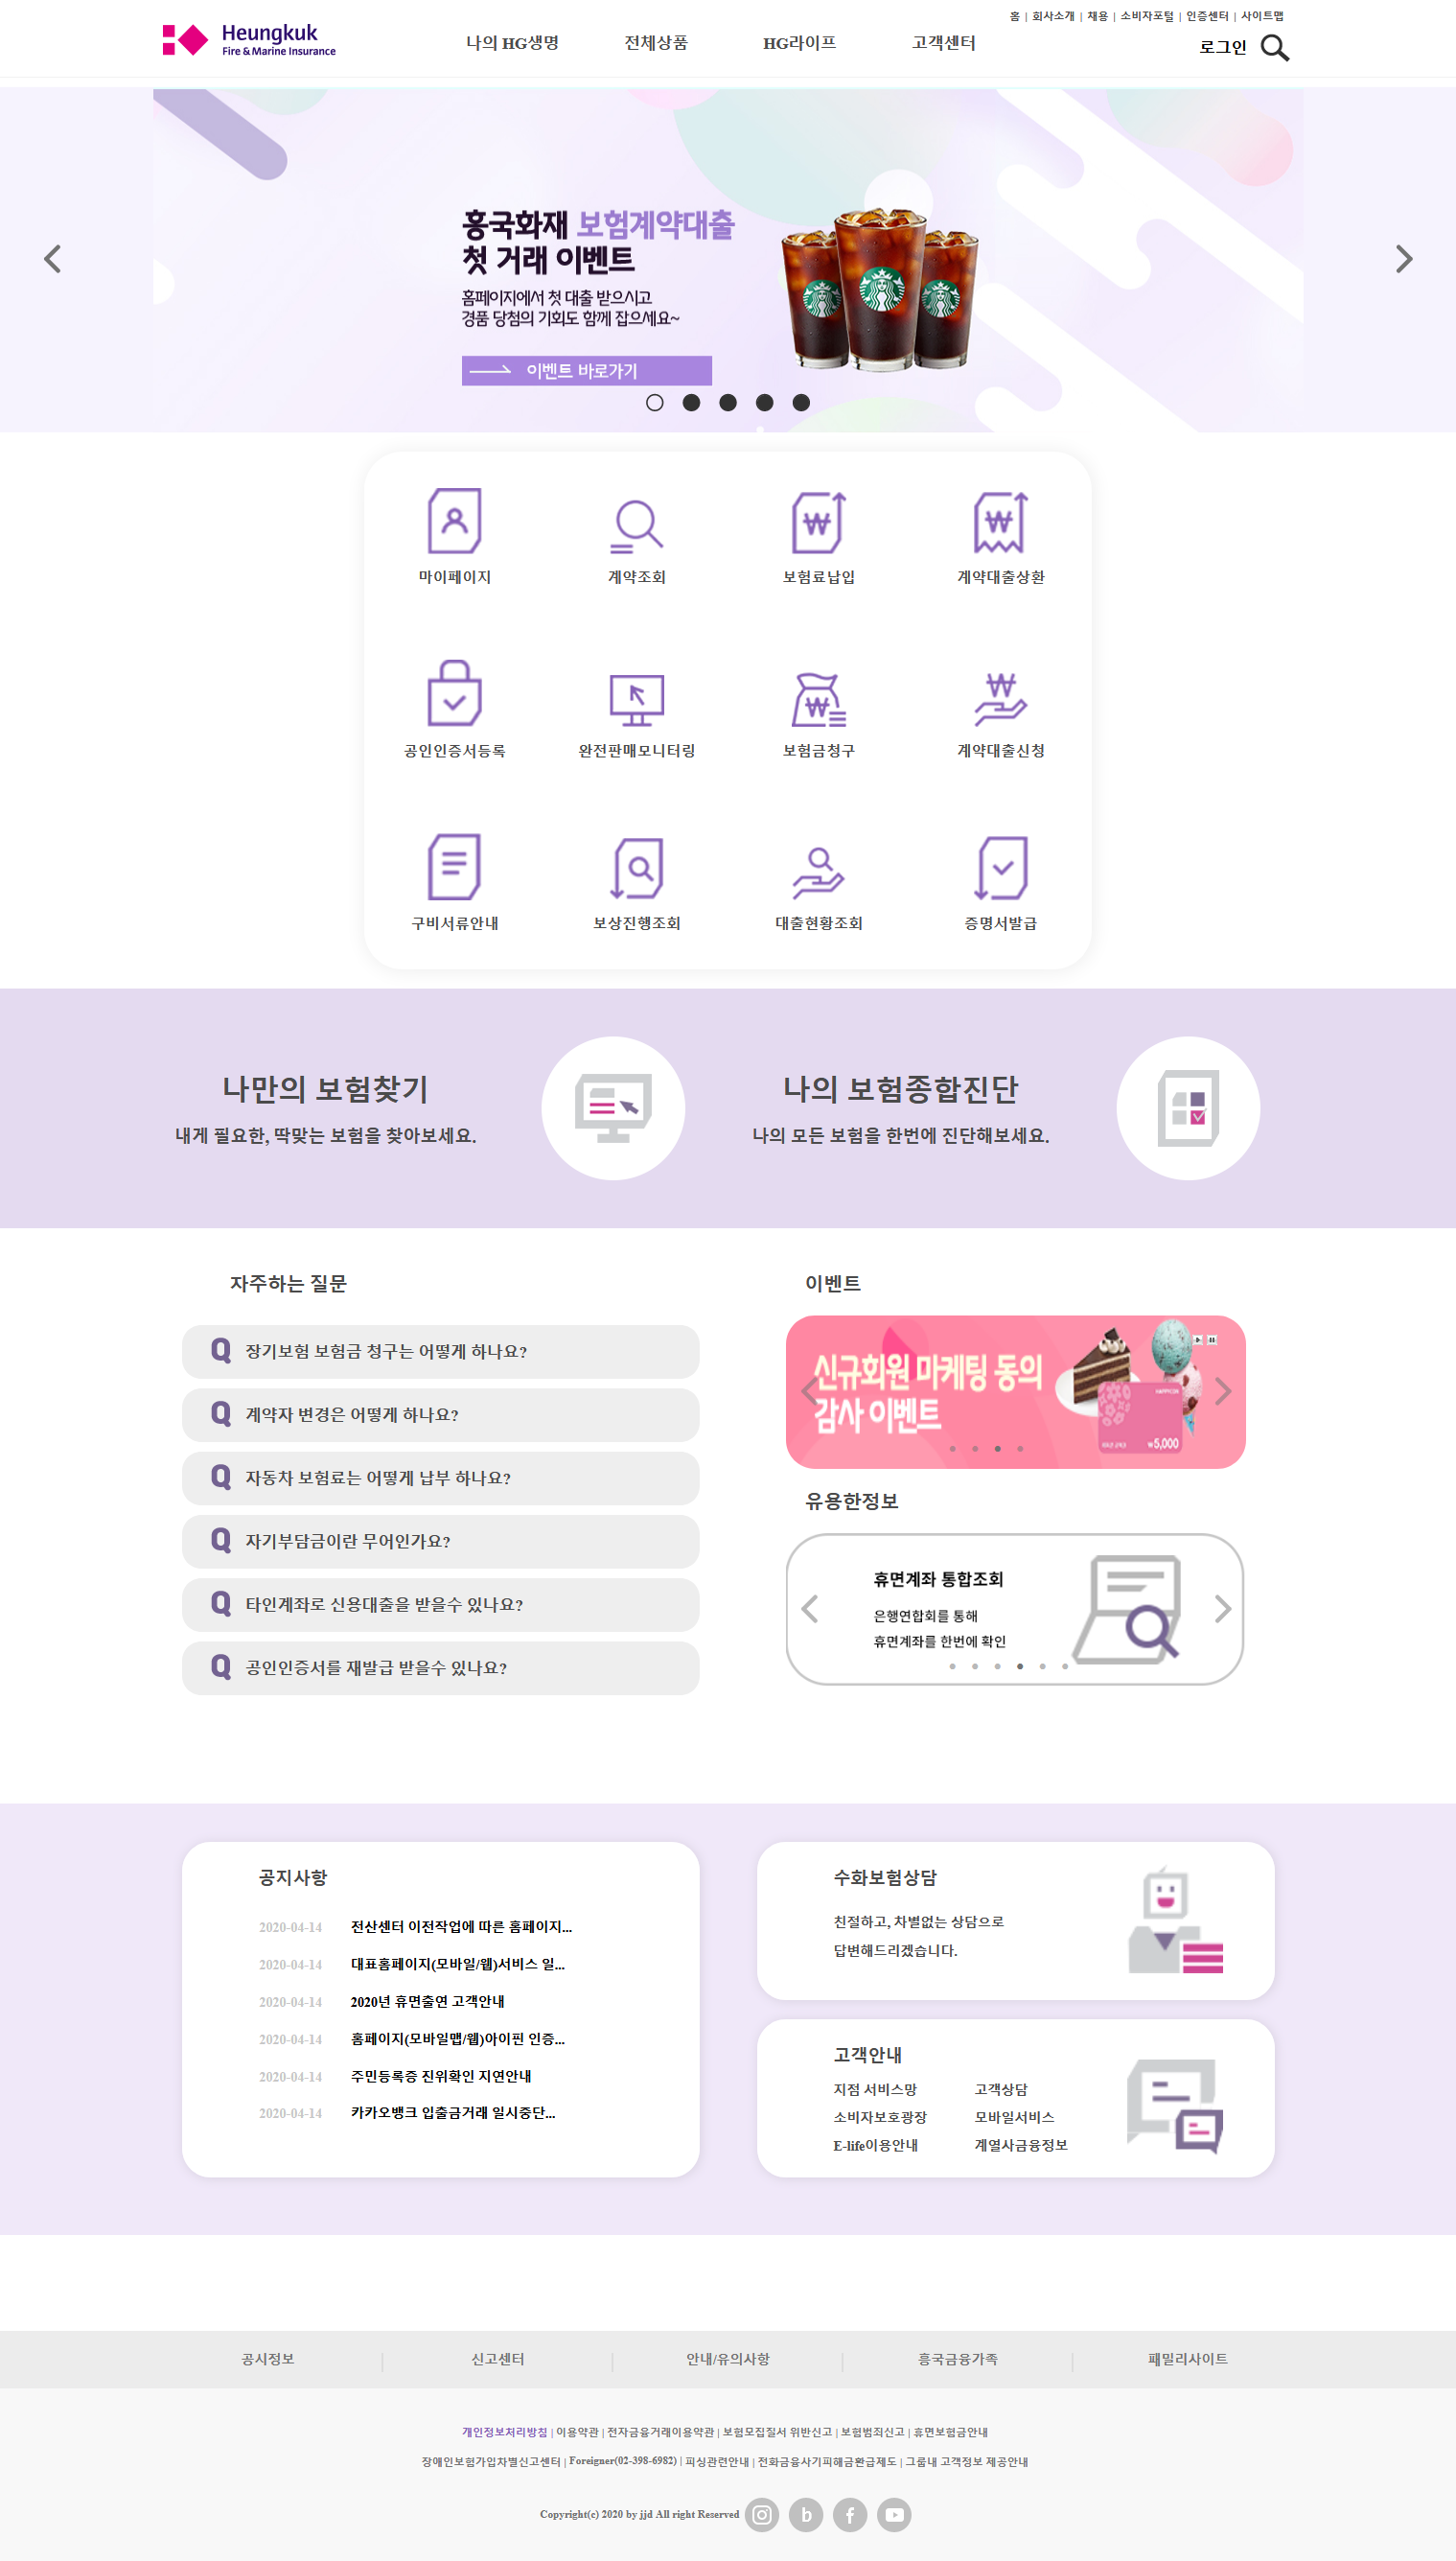 홈 | 회사소개 | 채용 | 소비자포털 | 인증센터 | 사이트맵
Heungkuk
Fire & Marine Insurance
나의 HG생명 전체상품 HG라이프 고객센터
로그인
흥국화재 보험계약대출
첫 거래 이벤트
홈페이지에서 첫 대출 받으시고
경품 당첨의 기회도 함께 잡으세요~
이벤트 바로가기
마이페이지 계약조회 보험료납입 계약대출상환
공인인증서등록 완전판매모니터링 보험금청구 계약대출신청
구비서류안내 보상진행조회 대출현황조회 증명서발급
나만의 보험찾기
내게 필요한, 딱맞는 보험을 찾아보세요.
나의 보험종합진단
나의 모든 보험을 한번에 진단해보세요.
자주하는 질문
Q 장기보험 보험금 청구는 어떻게 하나요?
Q 계약자 변경은 어떻게 하나요?
Q 자동차 보험료는 어떻게 납부 하나요?
Q 자기부담금이란 무어인가요?
Q 타인계좌로 신용대출을 받을수 있나요?
Q 공인인증서를 재발급 받을수 있나요?
이벤트
신규회원 마케팅 동의
감사 이벤트
₩5,000
유용한정보
휴면계좌 통합조회
은행연합회를 통해
휴면계좌를 한번에 확인
공지사항
2020-04-14 전산센터 이전작업에 따른 홈페이지...
2020-04-14 대표홈페이지(모바일/웹)서비스 일...
2020-04-14 2020년 휴면출연 고객안내
2020-04-14 홈페이지(모바일맵/웹)아이핀 인증...
2020-04-14 주민등록증 진위확인 지연안내
2020-04-14 카카오뱅크 입출금거래 일시중단...
수화보험상담
친절하고, 차별없는 상담으로
답변해드리겠습니다.
고객안내
지점 서비스망 고객상담
소비자보호광장 모바일서비스
E-life이용안내 계열사금융정보
공시정보 | 신고센터 | 안내/유의사항 | 흥국금융가족 | 패밀리사이트
개인정보처리방침 | 이용약관 | 전자금융거래이용약관 | 보험모집질서 위반신고 | 보험범죄신고 | 휴면보험금안내
장애인보험가입차별신고센터 | Foreigner(02-398-6982) | 피싱관련안내 | 전화금융사기피해금환급제도 | 그룹내 고객정보 제공안내
Copyright(c) 2020 by jjd All right Reserved